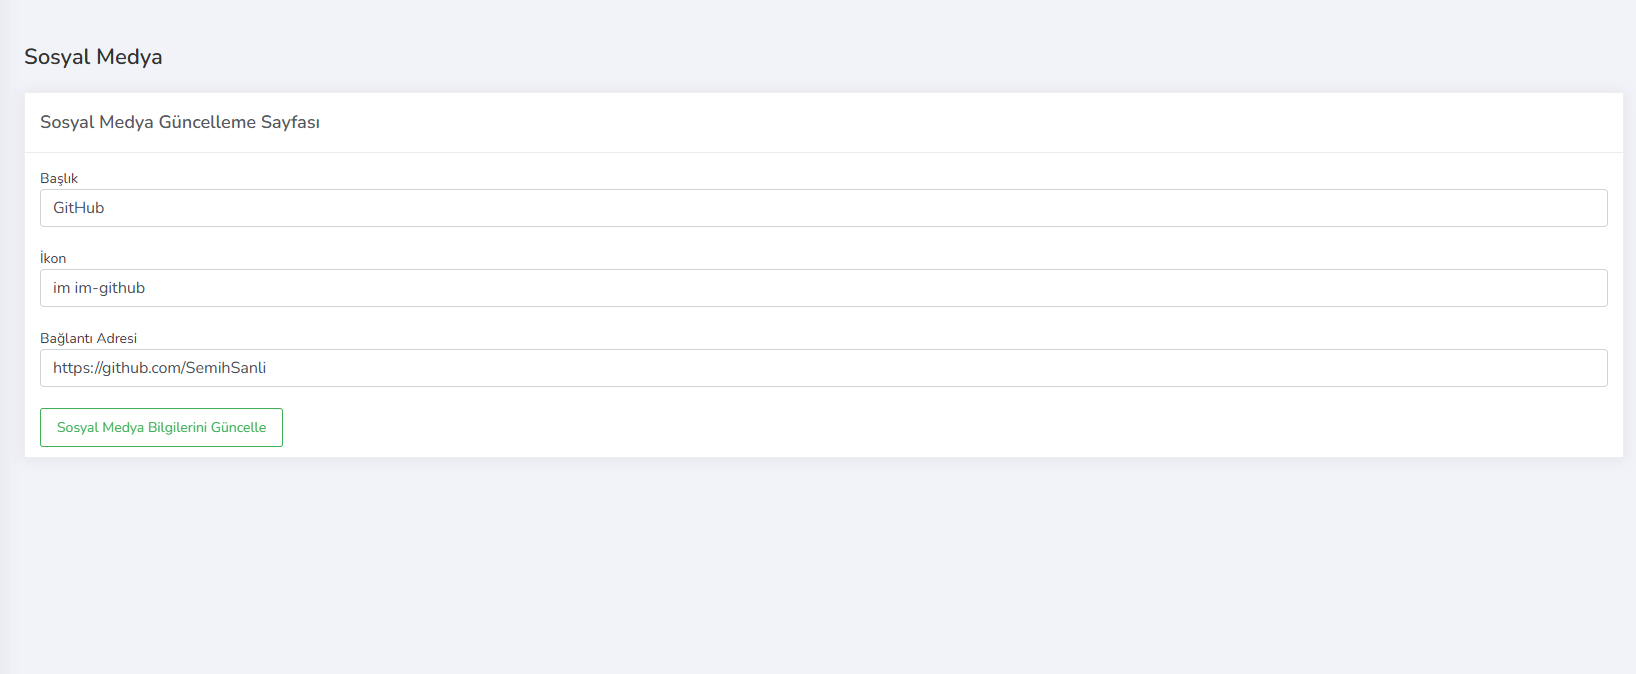 Sosyal Medya
Sosyal Medya Güncelleme Sayfası
Başlık
GitHub
İkon
im im-github
Bağlantı Adresi
https://github.com/SemihSanli
Sosyal Medya Bilgilerini Güncelle